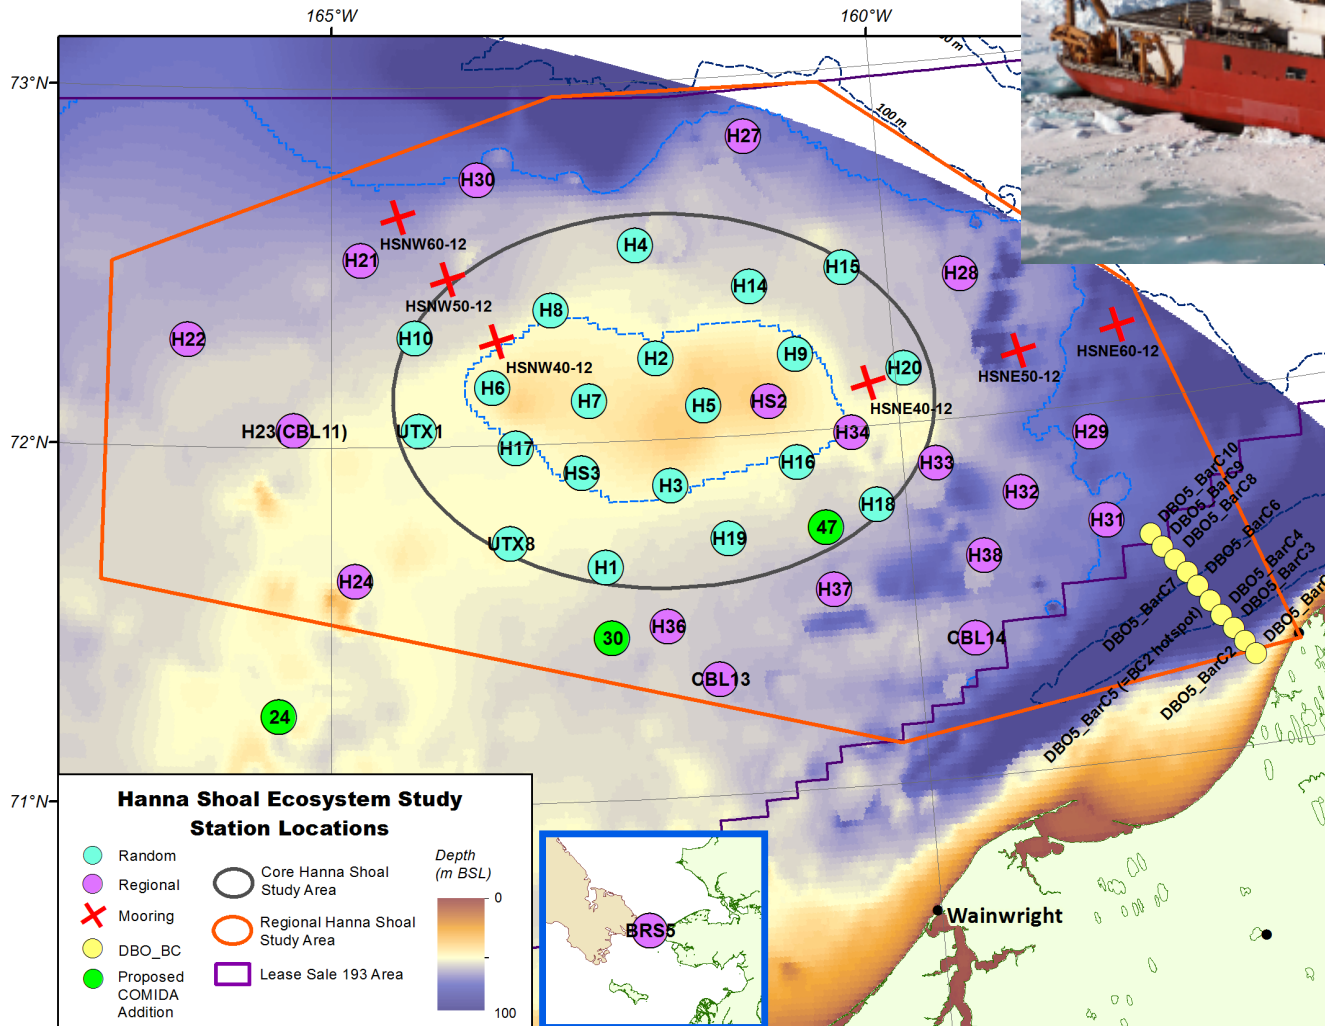 165°W
160°W
73°N
72°N
71°N
100 m
H27
H30
HSNW60-12
H21
H4
H15
H28
HSNW50-12
H14
H8
H22
H10
HSNE60-12
HSNE50-12
HSNW40-12
H2
H9
H20
H6
HSNE40-12
H7
H5
HS2
H23(CBL11)
UTX1
H34
H29
H17
H33
HS3
H3
H16
H32
H18
H31
47
H19
UTX8
H38
H1
H24
H37
H36
30
CBL14
CBL13
24
DBO5_BarC10
DBO5_BarC9
DBO5_BarC8
DBO5_BarC6
DBO5_BarC7
DBO5_BarC4
DBO5_BarC3
DBO5_BarC5 (=BC2 hotspot)
DBO5_BarC2
Wainwright
BRS5
Hanna Shoal Ecosystem Study
Station Locations
Random
Regional
Mooring
DBO_BC
Proposed
COMIDA
Addition
Core Hanna Shoal
Study Area
Regional Hanna Shoal
Study Area
Lease Sale 193 Area
Depth
(m BSL)
0
100